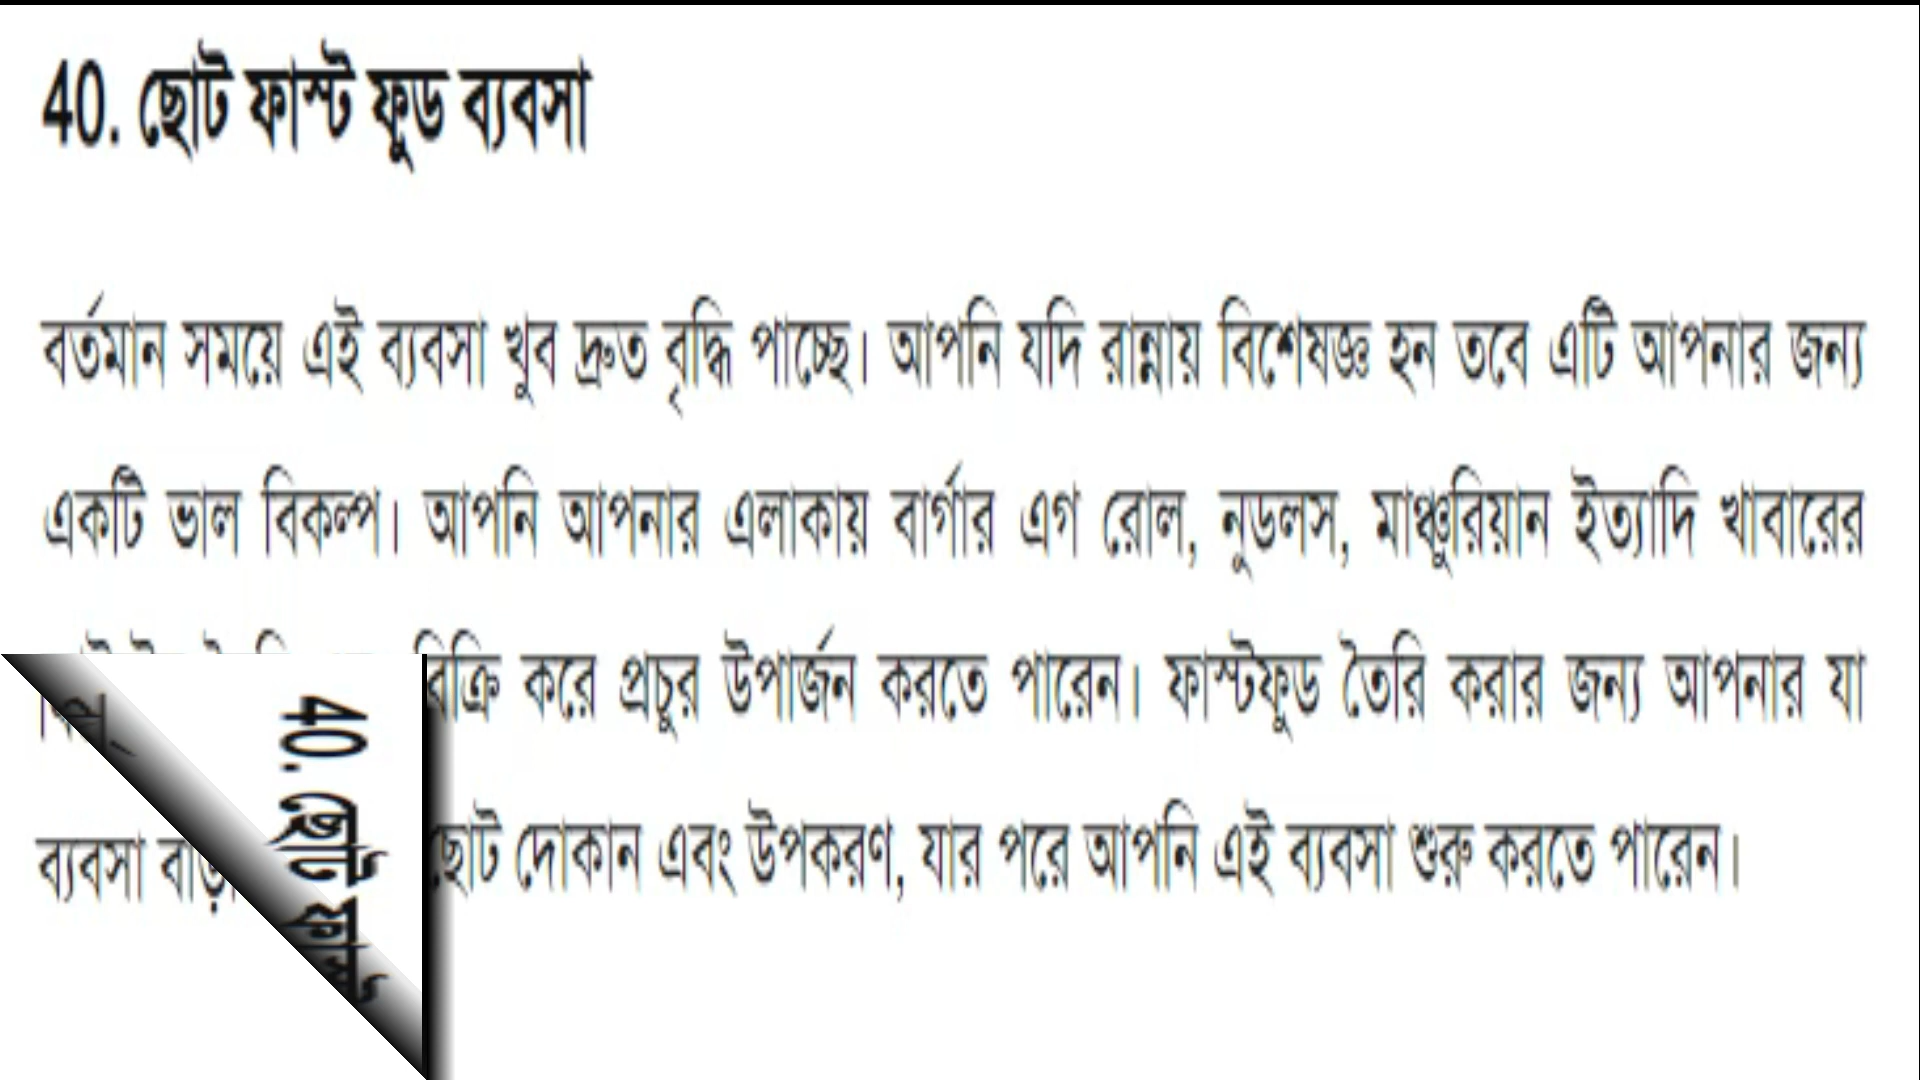 40. ছোট ফাস্ট ফুড ব্যবসা
বর্তমান সময়ে এই ব্যবসা খুব দ্রুত বৃদ্ধি পাচ্ছে। আপনি যদি রান্নায় বিশেষজ্ঞ হন তবে এটি আপনার জন্য
একটি ভাল বিকল্প। আপনি আপনার এলাকায় বার্গার এগ রোল, নুডলস, মাঞ্চুরিয়ান ইত্যাদি খাবারের
বিক্রি করে প্রচুর উপার্জন করতে পারেন। ফাস্টফুড তৈরি করার জন্য আপনার যা
ব্যবসা ছোট দোকান এবং উপকরণ, যার পরে আপনি এই ব্যবসা শুরু করতে পারেন।
40. ছোট ফাস্ট